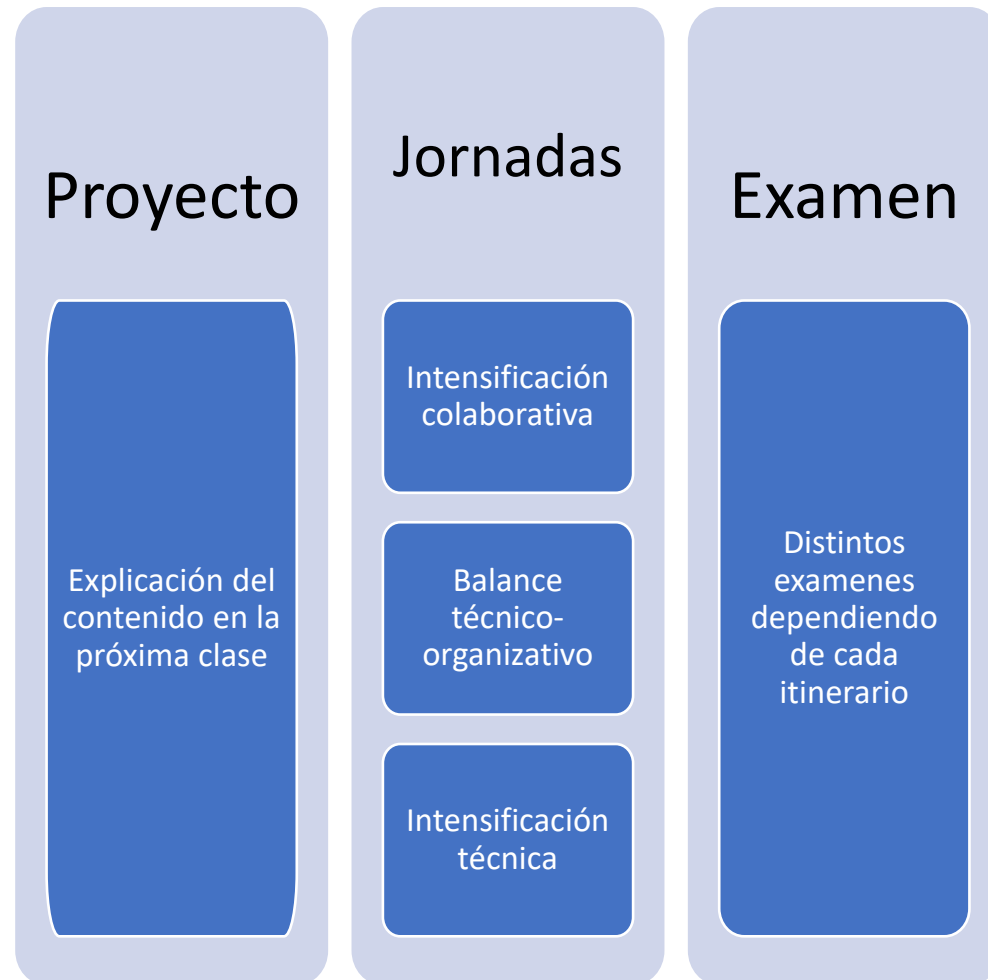 Proyecto
Explicación del
contenido en la
próxima clase
Jornadas
Intensificación
colaborativa
Balance
técnico-
organizativo
Intensificación
técnica
Examen
Distintos
examenes
dependiendo
de cada
itinerario